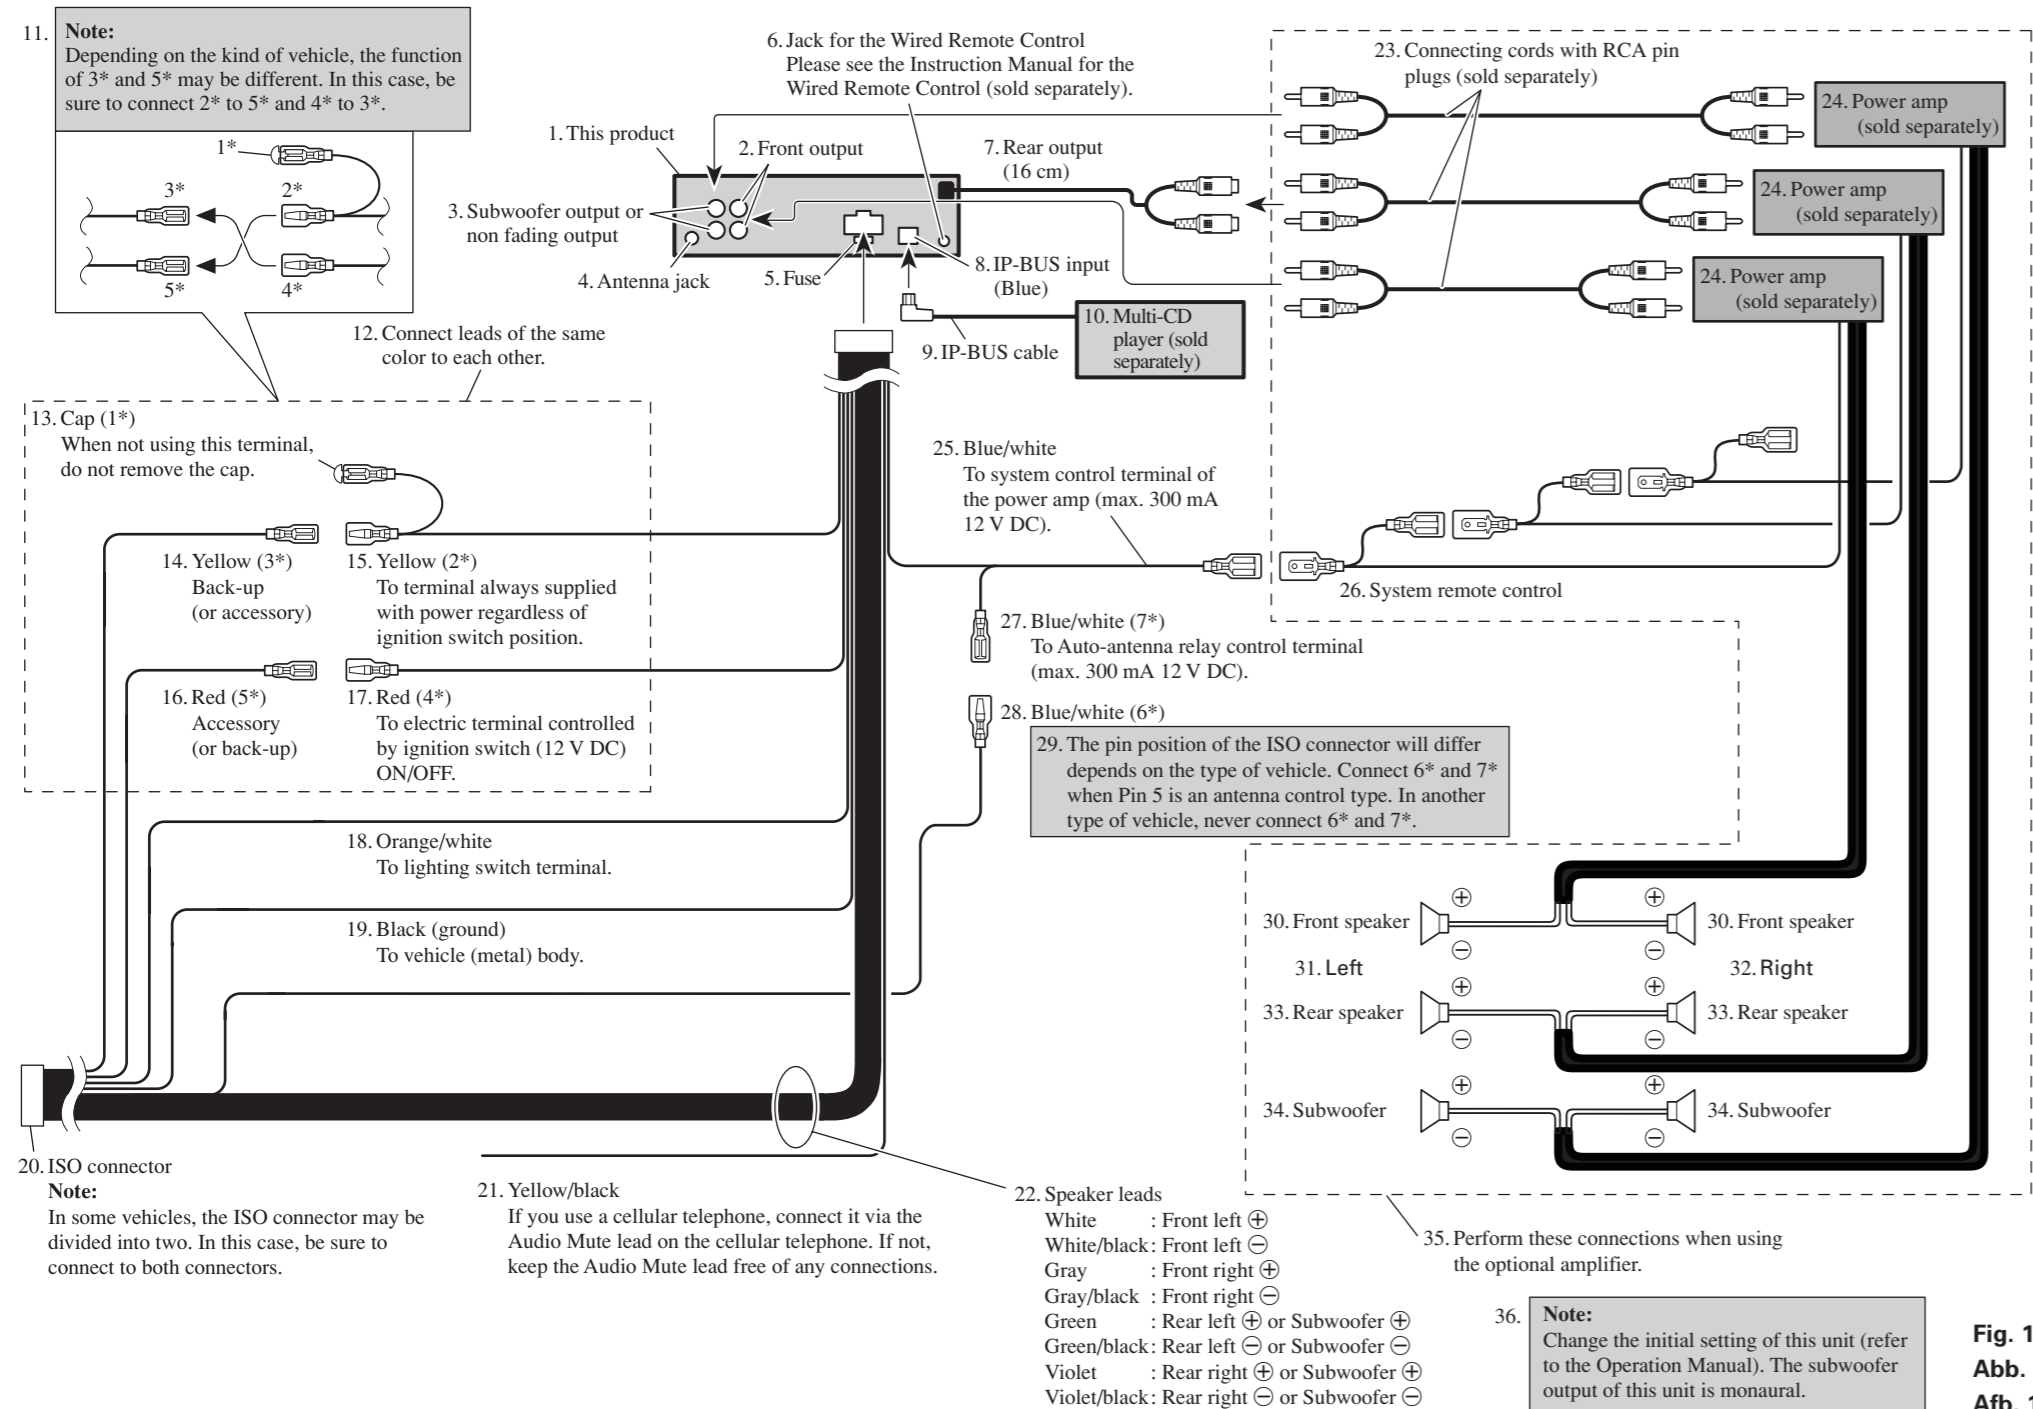 11. Note:
Depending on the kind of vehicle, the function
of 3* and 5* may be different. In this case, be
sure to connect 2* to 5* and 4* to 3*.
1*
3*
2*
5*
4*
6. Jack for the Wired Remote Control
Please see the Instruction Manual for the
Wired Remote Control (sold separately).
1. This product
2. Front output
7. Rear output
(16 cm)
3. Subwoofer output or
non fading output
4. Antenna jack
5. Fuse
8. IP-BUS input
(Blue)
9. IP-BUS cable
10. Multi-CD
player (sold
separately)
23. Connecting cords with RCA pin
plugs (sold separately)
24. Power amp
(sold separately)
24. Power amp
(sold separately)
24. Power amp
(sold separately)
12. Connect leads of the same
color to each other.
13. Cap (1*)
When not using this terminal,
do not remove the cap.
14. Yellow (3*)
Back-up
(or accessory)
15. Yellow (2*)
To terminal always supplied
with power regardless of
ignition switch position.
16. Red (5*)
Accessory
(or back-up)
17. Red (4*)
To electric terminal controlled
by ignition switch (12 V DC)
ON/OFF.
18. Orange/white
To lighting switch terminal.
19. Black (ground)
To vehicle (metal) body.
25. Blue/white
To system control terminal of
the power amp (max. 300 mA
12 V DC).
26. System remote control
27. Blue/white (7*)
To Auto-antenna relay control terminal
(max. 300 mA 12 V DC).
28. Blue/white (6*)
29. The pin position of the ISO connector will differ
depends on the type of vehicle. Connect 6* and 7*
when Pin 5 is an antenna control type. In another
type of vehicle, never connect 6* and 7*.
⊕ ⊕
30. Front speaker
30. Front speaker
⊖ ⊖
31. Left
32. Right
⊕ ⊕
33. Rear speaker
33. Rear speaker
⊖ ⊖
⊕ ⊕
34. Subwoofer
34. Subwoofer
⊖ ⊖
20. ISO connector
Note:
In some vehicles, the ISO connector may be
divided into two. In this case, be sure to
connect to both connectors.
21. Yellow/black
If you use a cellular telephone, connect it via the
Audio Mute lead on the cellular telephone. If not,
keep the Audio Mute lead free of any connections.
22. Speaker leads
White : Front left ⊕
White/black: Front left ⊖
Gray : Front right ⊕
Gray/black : Front right ⊖
Green : Rear left ⊕ or Subwoofer ⊕
Green/black: Rear left ⊖ or Subwoofer ⊖
Violet : Rear right ⊕ or Subwoofer ⊕
Violet/black: Rear right ⊖ or Subwoofer ⊖
35. Perform these connections when using
the optional amplifier.
36. Note:
Change the initial setting of this unit (refer
to the Operation Manual). The subwoofer
output of this unit is monaural.
Fig. 1
Abb.
Afb. 1